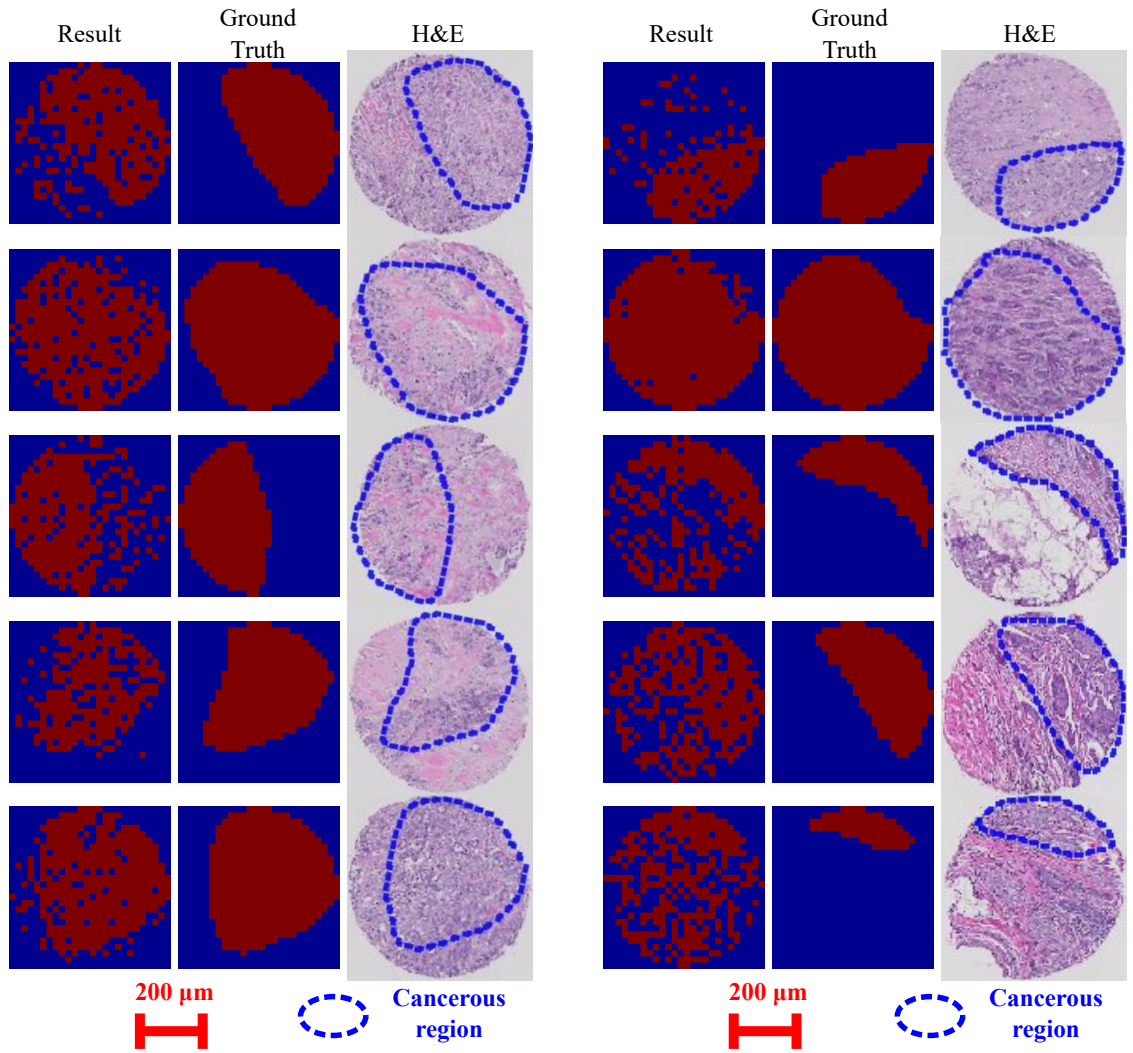 Result
Ground
Truth
H&E
Result
Ground
Truth
H&E
200 µm
Cancerous
region
200 µm
Cancerous
region